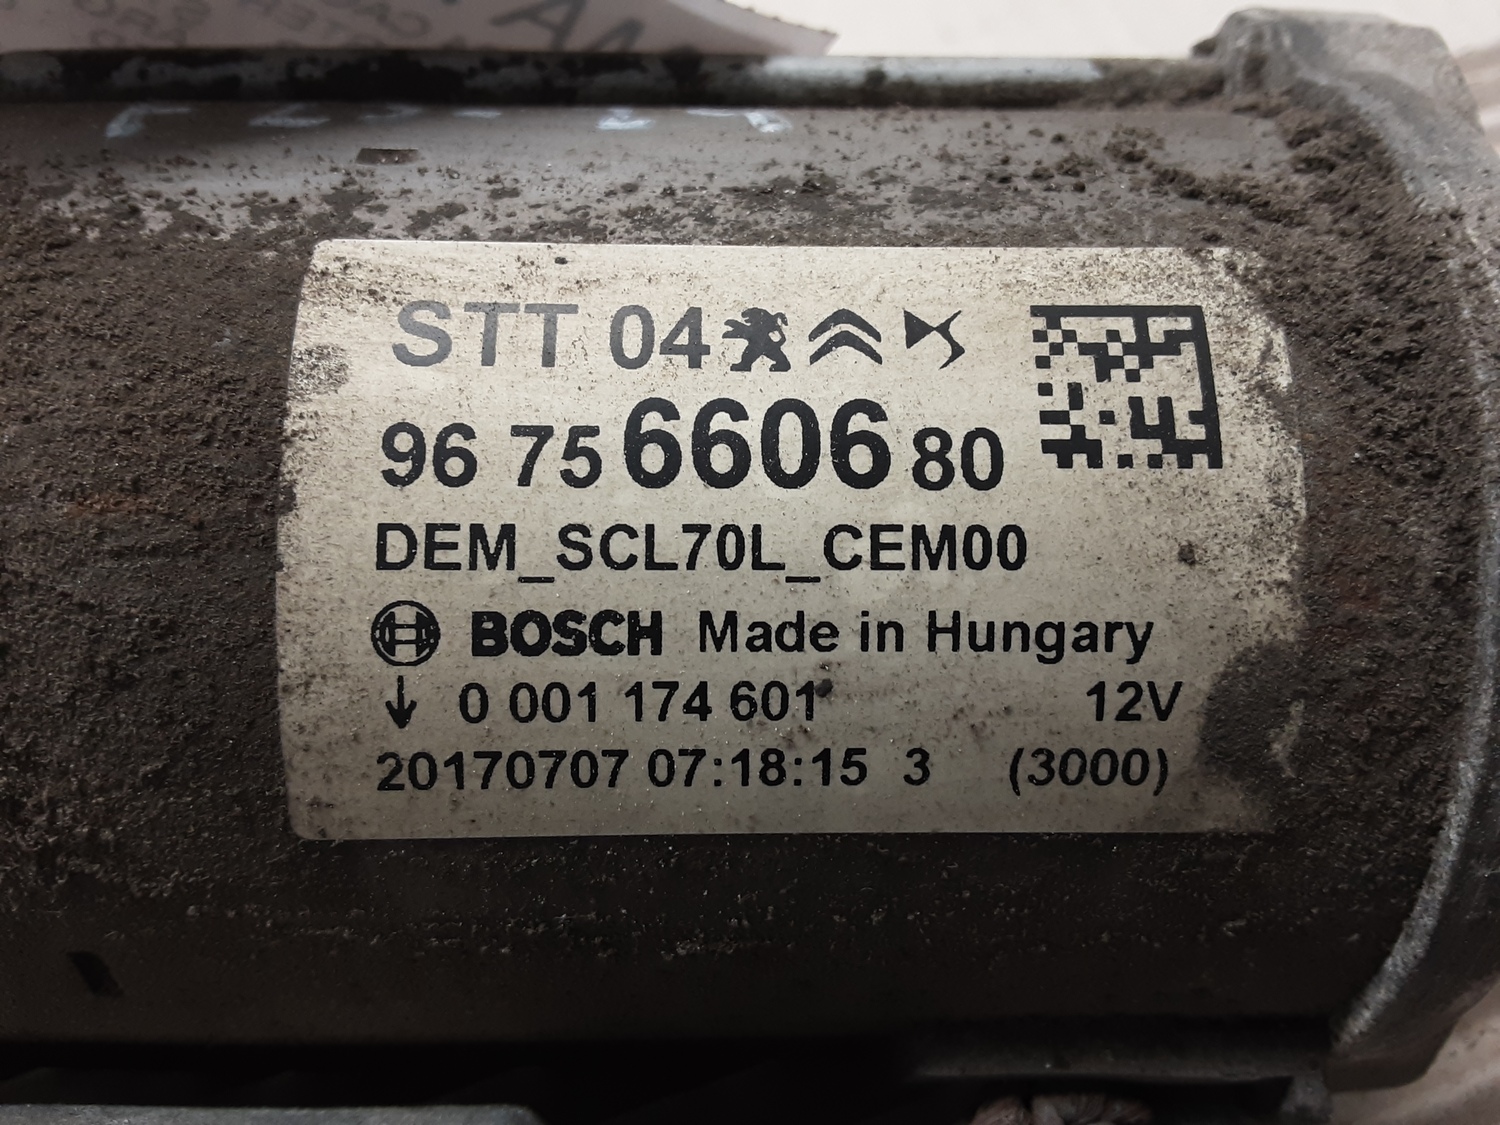 STT 04
96 75 6606 80
DEM_SCL70L_CEM00
BOSCH Made in Hungary
↓ 0 001 174 601 12V
20170707 07:18:15 3 (3000)